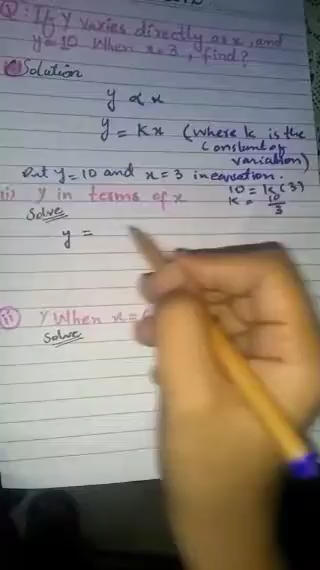 Q: If Y varies directly as x, and
y=10 when x=3, find?
Solution
y ∝ x
y = Kx (where k is the
constant of
variation)
Put y=10 and x=3 in equation.
10 = k(3)
k = 10/3
i) Y in terms of x
Solve
y =
ii) Y When x=
Solve